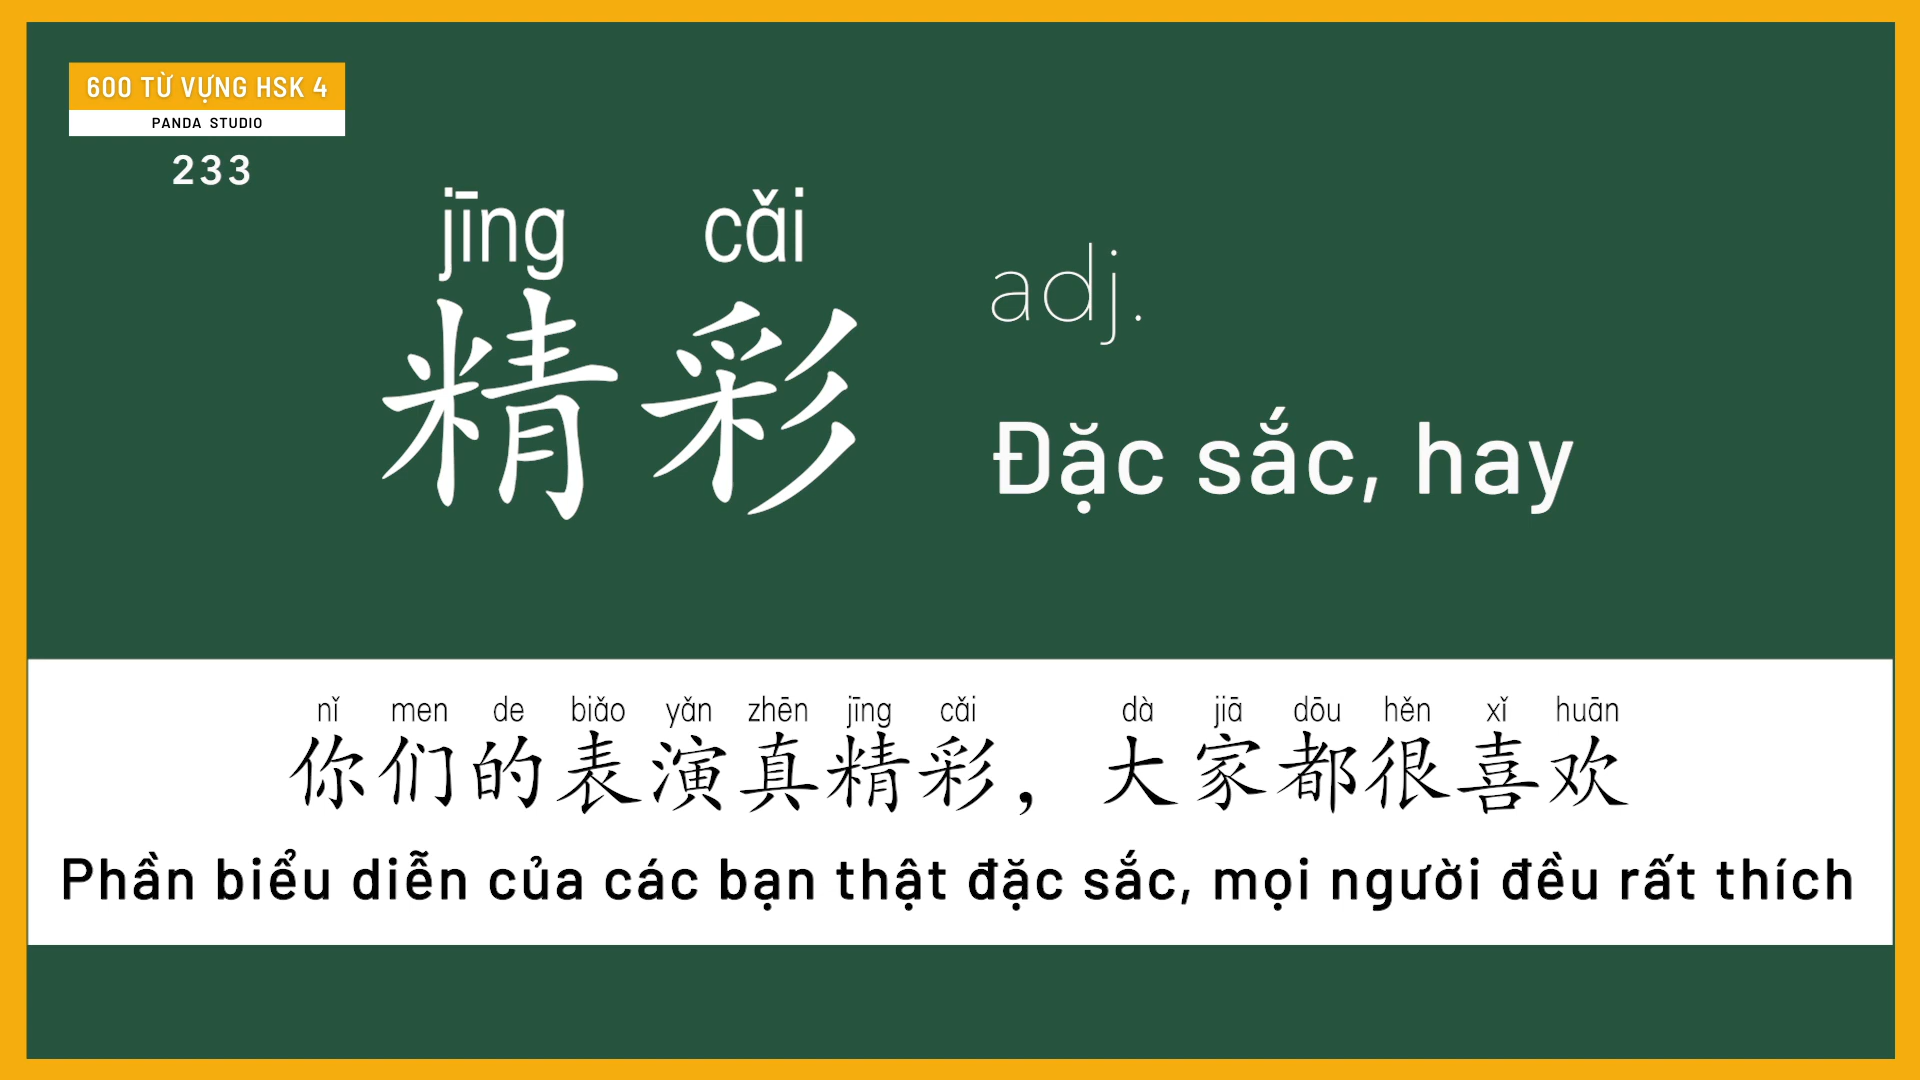 600 TỪ VỰNG HSK 4
PANDA STUDIO
233
jīng cǎi
精彩
adj.
Đặc sắc, hay
nǐ men de biǎo yǎn zhēn jīng cǎi dà jiā dōu hěn xǐ huān
你们的表演真精彩，大家都很喜欢
Phần biểu diễn của các bạn thật đặc sắc, mọi người đều rất thích